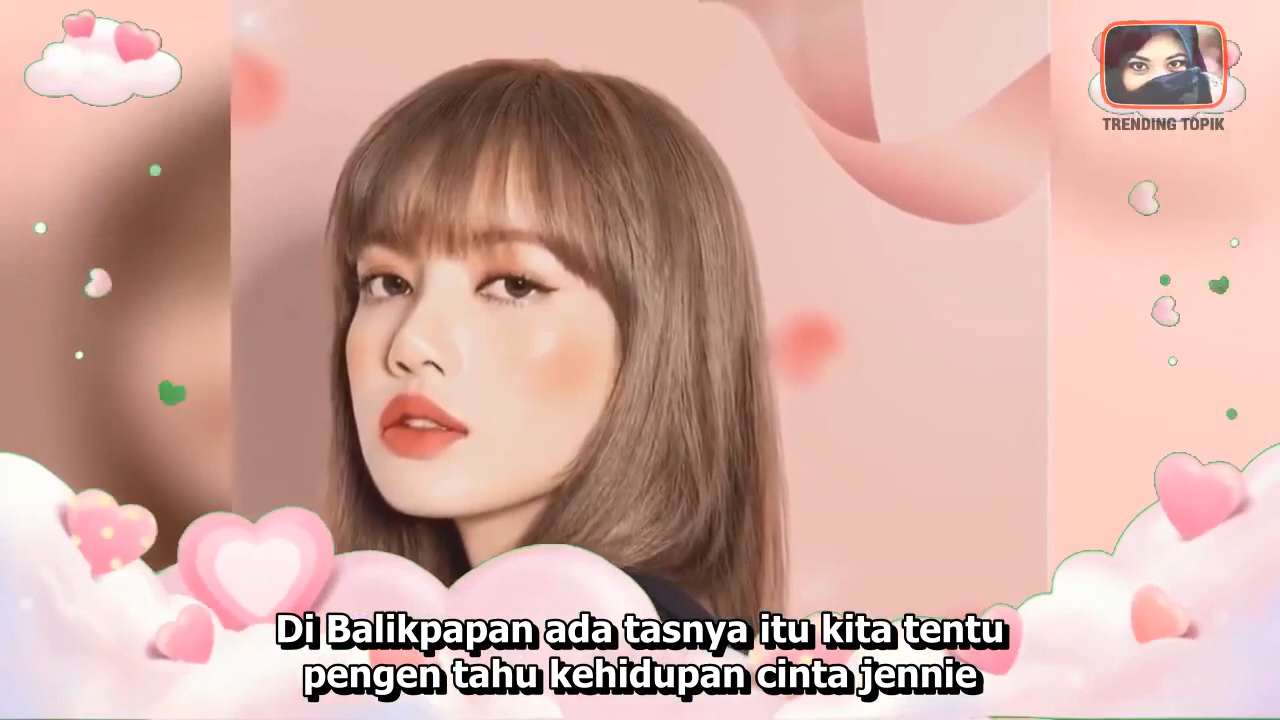 TRENDING TOPIK
Di Balikpapan ada tasnya itu kita tentu
pengen tahu kehidupan cinta jennie